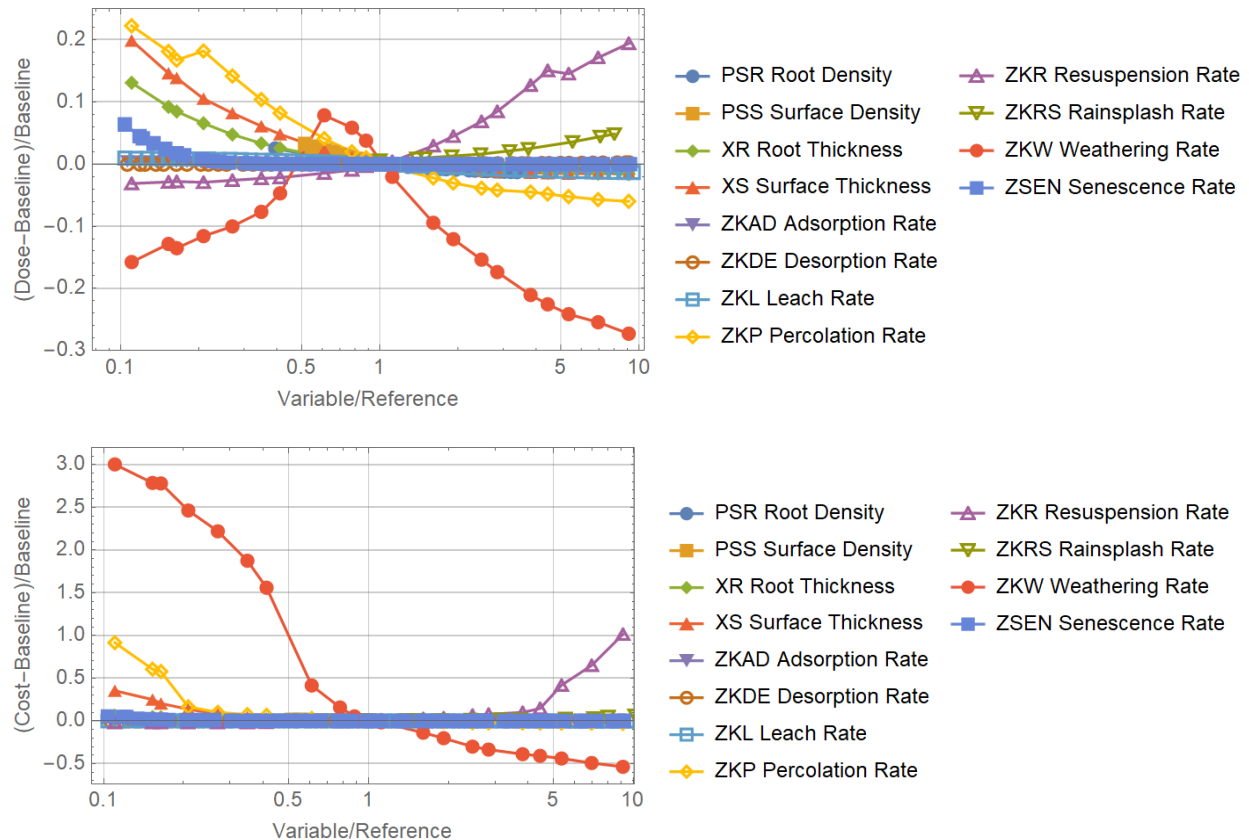 (Dose-Baseline)/Baseline
0.2
0.1
0.0
−0.1
−0.2
−0.3
0.1
0.5
1
5
10
Variable/Reference
PSR Root Density
PSS Surface Density
XR Root Thickness
XS Surface Thickness
ZKAD Adsorption Rate
ZKDE Desorption Rate
ZKL Leach Rate
ZKP Percolation Rate
ZKR Resuspension Rate
ZKRS Rainsplash Rate
ZKW Weathering Rate
ZSEN Senescence Rate
(Cost-Baseline)/Baseline
3.0
2.5
2.0
1.5
1.0
0.5
0.0
−0.5
0.1
0.5
1
5
10
Variable/Reference
PSR Root Density
PSS Surface Density
XR Root Thickness
XS Surface Thickness
ZKAD Adsorption Rate
ZKDE Desorption Rate
ZKL Leach Rate
ZKP Percolation Rate
ZKR Resuspension Rate
ZKRS Rainsplash Rate
ZKW Weathering Rate
ZSEN Senescence Rate